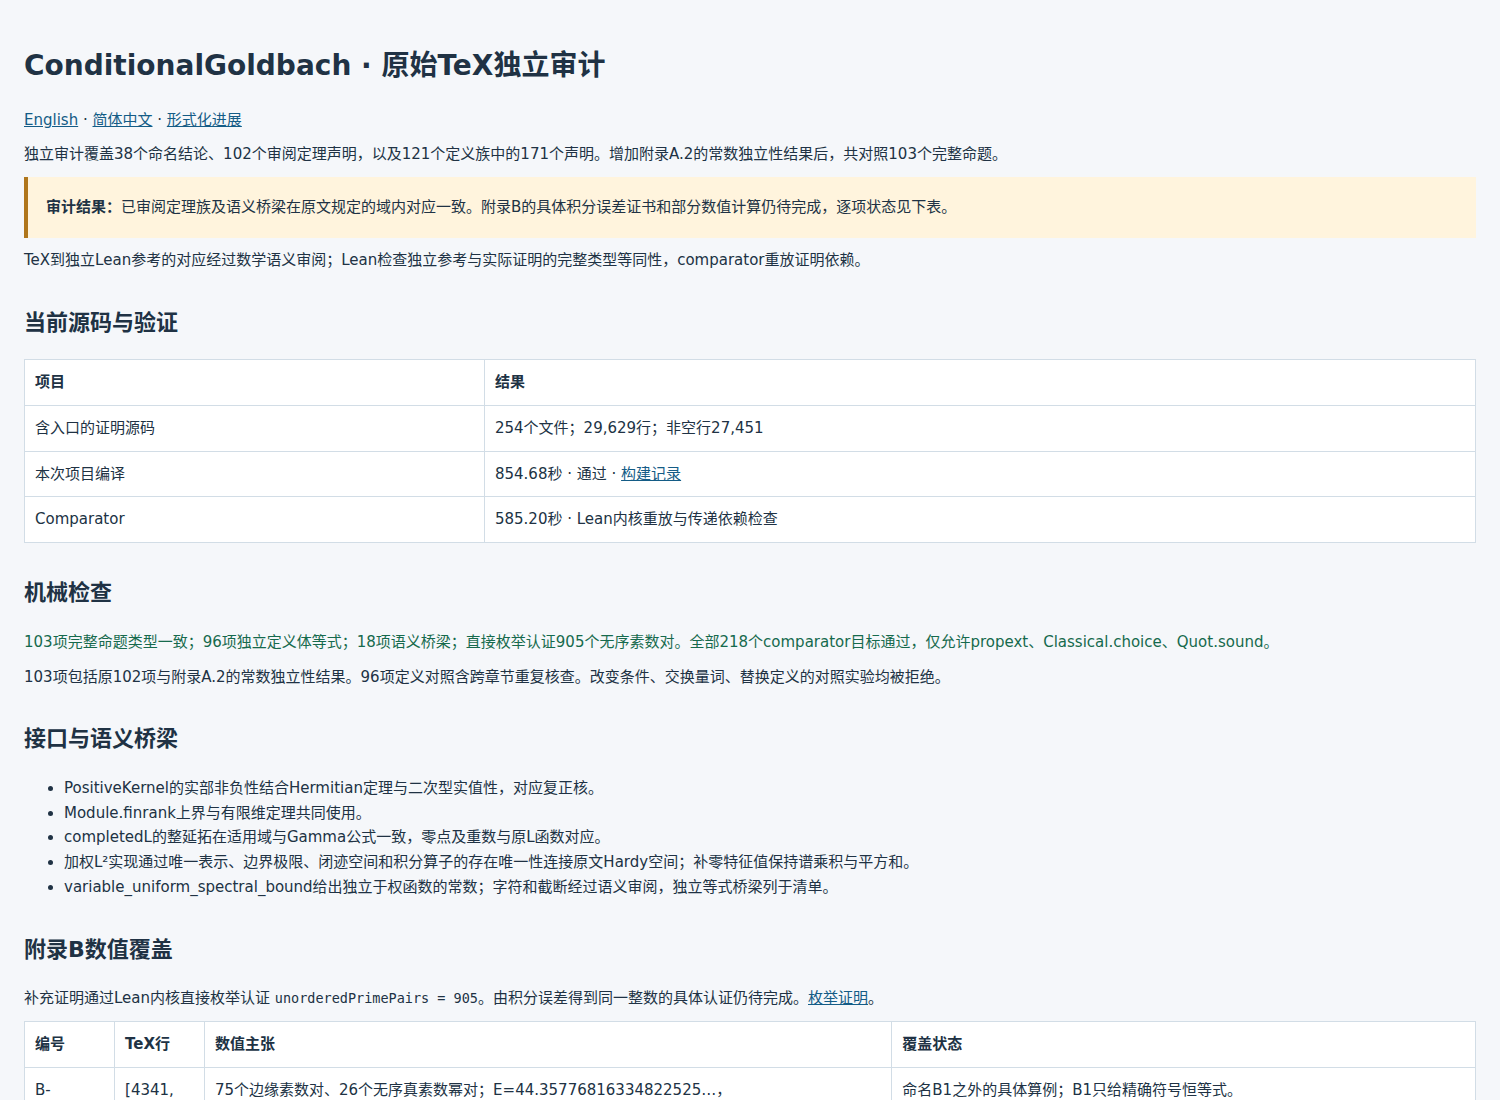 ConditionalGoldbach · 原始TeX独立审计
English · 简体中文 · 形式化进展
独立审计覆盖38个命名结论、102个审阅定理声明，以及121个定义族中的171个声明。增加附录A.2的常数独立性结果后，共对照103个完整命题。
审计结果：已审阅定理族及语义桥梁在原文规定的域内对应一致。附录B的具体积分误差证书和部分数值计算仍待完成，逐项状态见下表。
TeX到独立Lean参考的对应经过数学语义审阅；Lean检查独立参考与实际证明的完整类型等同性，comparator重放证明依赖。
当前源码与验证
项目 结果
含入口的证明源码 254个文件；29,629行；非空行27,451
本次项目编译 854.68秒 · 通过 · 构建记录
Comparator 585.20秒 · Lean内核重放与传递依赖检查
机械检查
103项完整命题类型一致；96项独立定义体等式；18项语义桥梁；直接枚举认证905个无序素数对。全部218个comparator目标通过，仅允许propext、Classical.choice、Quot.sound。
103项包括原102项与附录A.2的常数独立性结果。96项定义对照含跨章节重复核查。改变条件、交换量词、替换定义的对照实验均被拒绝。
接口与语义桥梁
• PositiveKernel的实部非负性结合Hermitian定理与二次型实值性，对应复正核。
• Module.finrank上界与有限维定理共同使用。
• completedL的整延拓在适用域与Gamma公式一致，零点及重数与原L函数对应。
• 加权L²实现通过唯一表示、边界极限、闭迹空间和积分算子的存在唯一性连接原文Hardy空间；补零特征值保持谱乘积与平方和。
• variable_uniform_spectral_bound给出独立于权函数的常数；字符和截断经过语义审阅，独立等式桥梁列于清单。
附录B数值覆盖
补充证明通过Lean内核直接枚举认证 unorderedPrimePairs = 905。由积分误差得到同一整数的具体认证仍待完成。枚举证明。
编号 TeX行 数值主张 覆盖状态
B- [4341, 75个边缘素数对、26个无序真素数幂对；E=44.35776816334822525…， 命名B1之外的具体算例；B1只给精确符号恒等式。